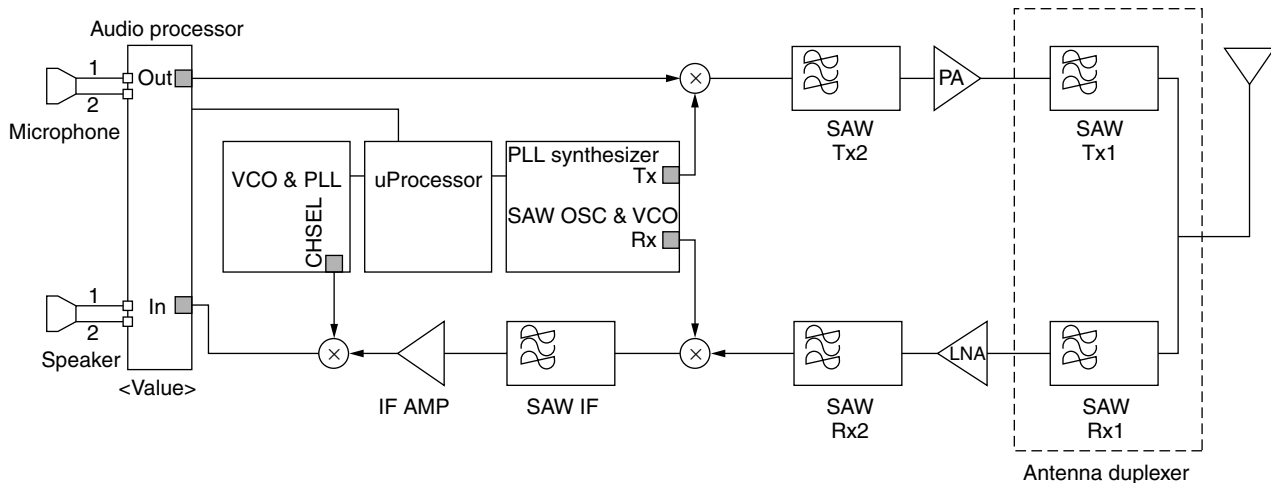 Audio processor
1
2
Microphone
Out
PA
SAW
Tx2
SAW
Tx1
VCO & PLL
CHSEL
uProcessor
PLL synthesizer
Tx
SAW OSC & VCO
Rx
1
2
Speaker
In
<Value>
IF AMP
SAW IF
LNA
SAW
Rx2
SAW
Rx1
Antenna duplexer